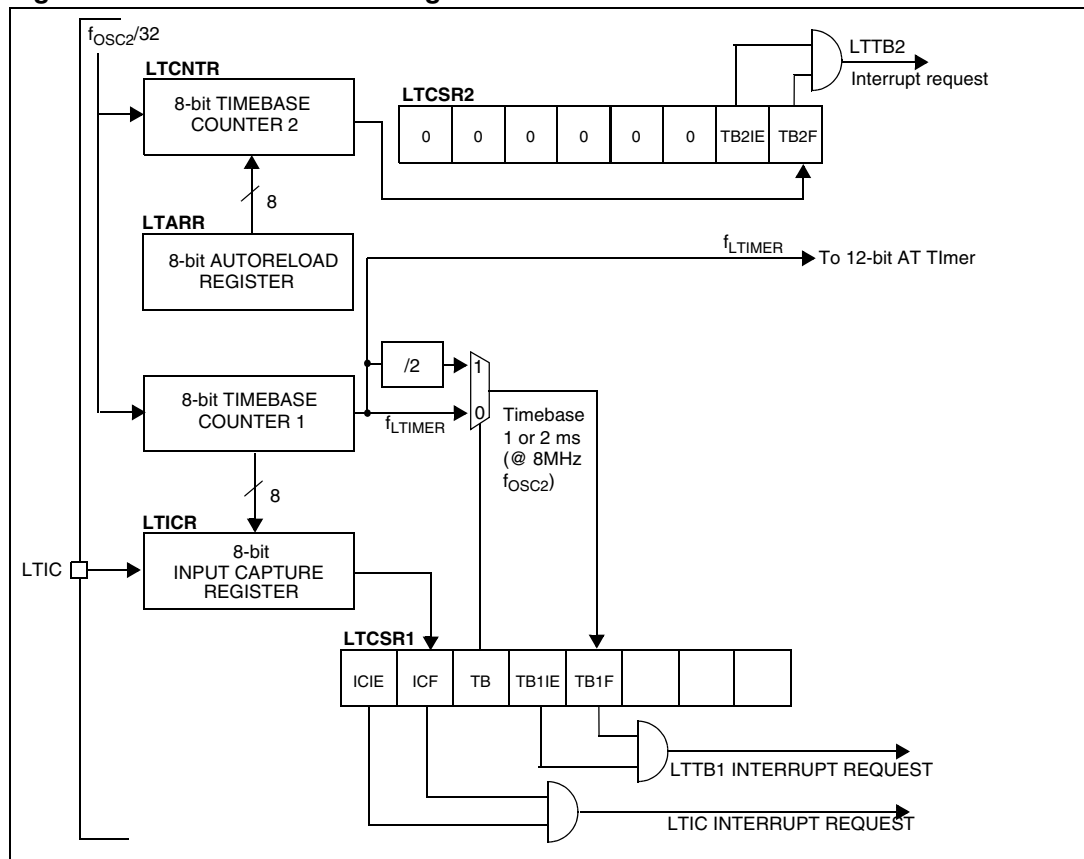 fOSC2/32
LTTB2
Interrupt request
LTCNTR
8-bit TIMEBASE
COUNTER 2
LTCSR2
0 0 0 0 0 0 TB2IE TB2F
8
LTARR
8-bit AUTORELOAD
REGISTER
fLTIMER
To 12-bit AT TImer
/2
1
8-bit TIMEBASE
COUNTER 1
fLTIMER
0
Timebase
1 or 2 ms
(@ 8MHz
fOSC2)
8
LTICR
LTIC
8-bit
INPUT CAPTURE
REGISTER
LTCSR1
ICIE ICF TB TB1IE TB1F
LTTB1 INTERRUPT REQUEST
LTIC INTERRUPT REQUEST